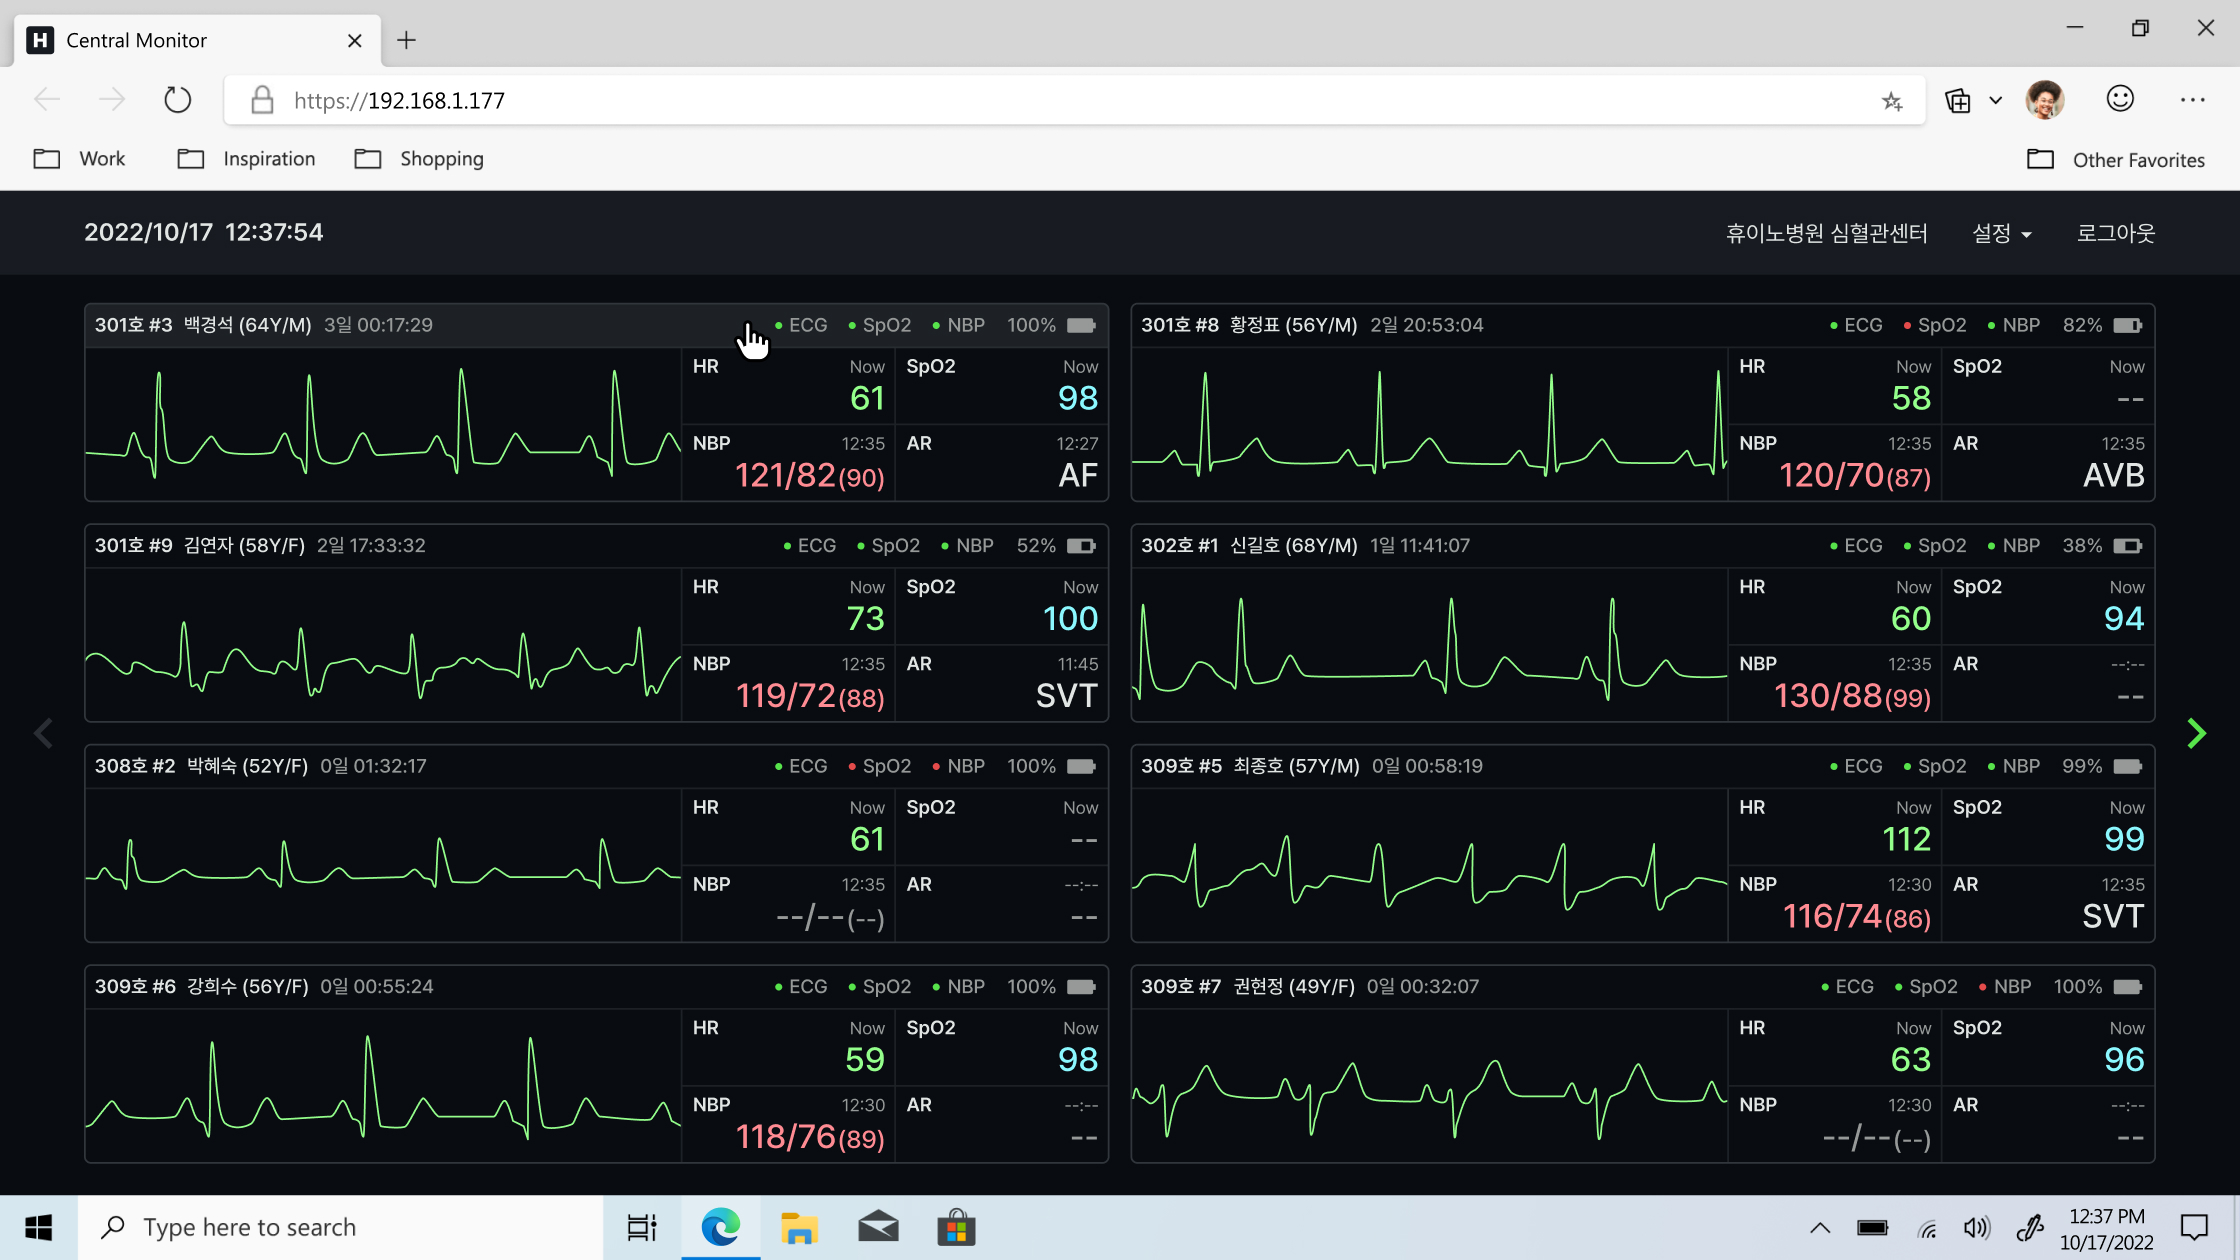 H Central Monitor
https://192.168.1.177
Work Inspiration Shopping Other Favorites
2022/10/17 12:37:54 휴이노병원 심혈관센터 설정 로그아웃
301호 #3 백경석 (64Y/M) 3일 00:17:29 ECG SpO2 NBP 100%
HR Now 61
SpO2 Now 98
NBP 12:35 121/82(90)
AR 12:27 AF
301호 #8 황정표 (56Y/M) 2일 20:53:04 ECG SpO2 NBP 82%
HR Now 58
SpO2 Now --
NBP 12:35 120/70(87)
AR 12:35 AVB
301호 #9 김연자 (58Y/F) 2일 17:33:32 ECG SpO2 NBP 52%
HR Now 73
SpO2 Now 100
NBP 12:35 119/72(88)
AR 11:45 SVT
302호 #1 신길호 (68Y/M) 1일 11:41:07 ECG SpO2 NBP 38%
HR Now 60
SpO2 Now 94
NBP 12:35 130/88(99)
AR --:-- --
308호 #2 박혜숙 (52Y/F) 0일 01:32:17 ECG SpO2 NBP 100%
HR Now 61
SpO2 Now --
NBP 12:35 --/--(--)
AR --:-- --
309호 #5 최종호 (57Y/M) 0일 00:58:19 ECG SpO2 NBP 99%
HR Now 112
SpO2 Now 99
NBP 12:30 116/74(86)
AR 12:35 SVT
309호 #6 강희수 (56Y/F) 0일 00:55:24 ECG SpO2 NBP 100%
HR Now 59
SpO2 Now 98
NBP 12:30 118/76(89)
AR --:-- --
309호 #7 권현정 (49Y/F) 0일 00:32:07 ECG SpO2 NBP 100%
HR Now 63
SpO2 Now 96
NBP 12:30 --/--(--)
AR --:-- --
Type here to search
12:37 PM
10/17/2022